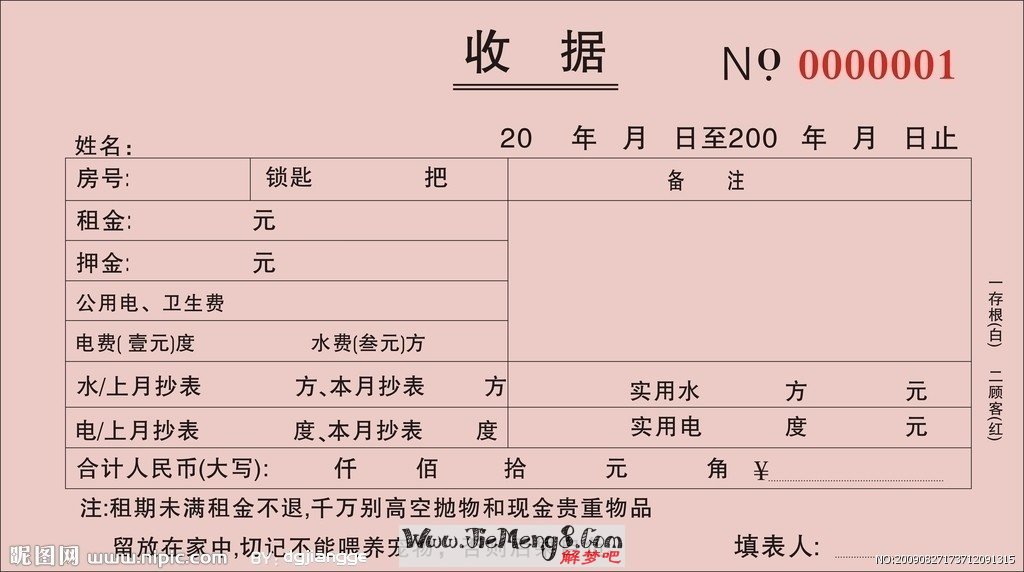 收 据
No 0000001
姓名:
20 年 月 日至200 年 月 日止
房号: 锁匙 把 备 注
租金: 元
押金: 元
公用电、卫生费
电费( 壹元)度 水费(叁元)方
水/上月抄表 方、本月抄表 方 实用水 方 元
电/上月抄表 度、本月抄表 度 实用电 度 元
合计人民币(大写): 仟 佰 拾 元 角 ¥
注:租期未满租金不退,千万别高空抛物和现金贵重物品
留放在家中,切记不能喂养宠物,
填表人:
一存根(白) 二顾客(红)
Www.JieMeng8.Com
解梦吧
昵图网 www.nipic.com BY: dgjiangge
NO:20090827173712091315